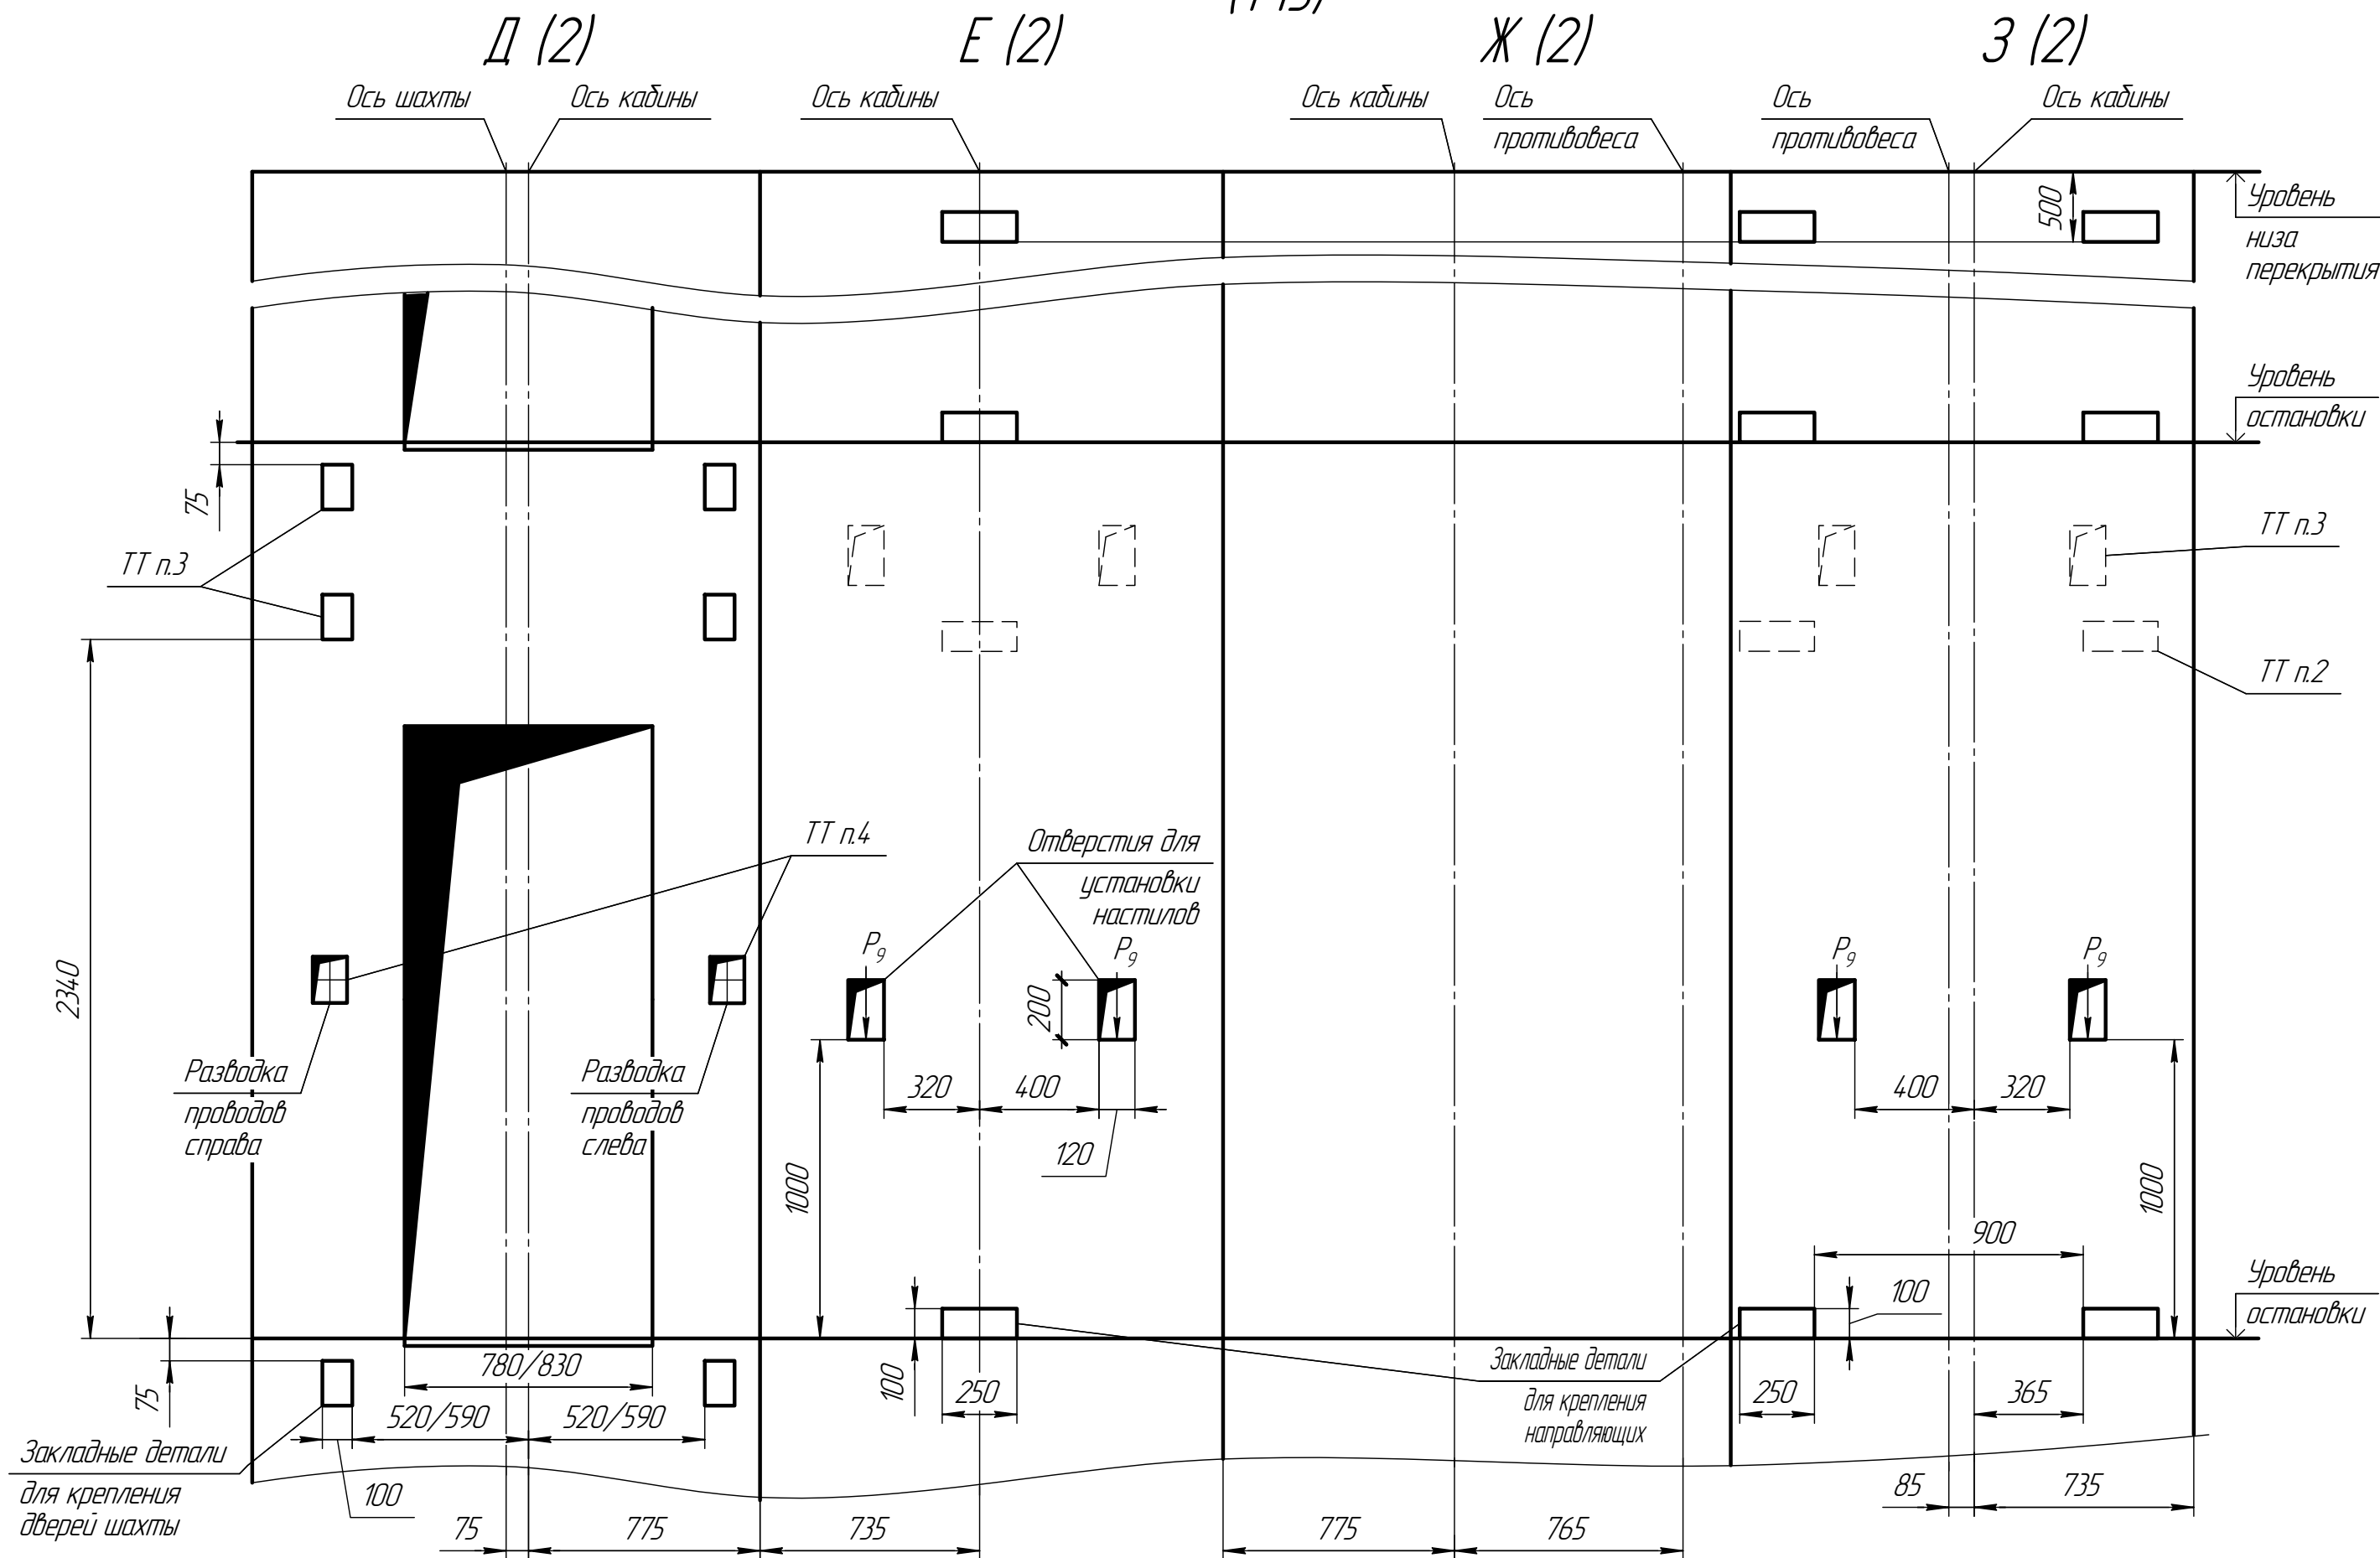 Д (2)
Е (2)
Ж (2)
З (2)
Ось шахты
Ось кабины
Ось кабины
Ось кабины
Ось
противовеса
Ось
противовеса
Ось кабины
500
Уровень
низа
перекрытия
Уровень
остановки
75
ТТ п.3
ТТ п.3
ТТ п.2
ТТ п.4
Отверстия для
установки
настилов
P9
P9
P9
P9
2340
200
Разводка
проводов
справа
Разводка
проводов
слева
320
400
120
400
320
1000
1000
900
100
Уровень
остановки
780/830
75
520/590
520/590
100
250
Закладные детали
для крепления
направляющих
250
365
Закладные детали
для крепления
дверей шахты
100
85
735
75
775
735
775
765